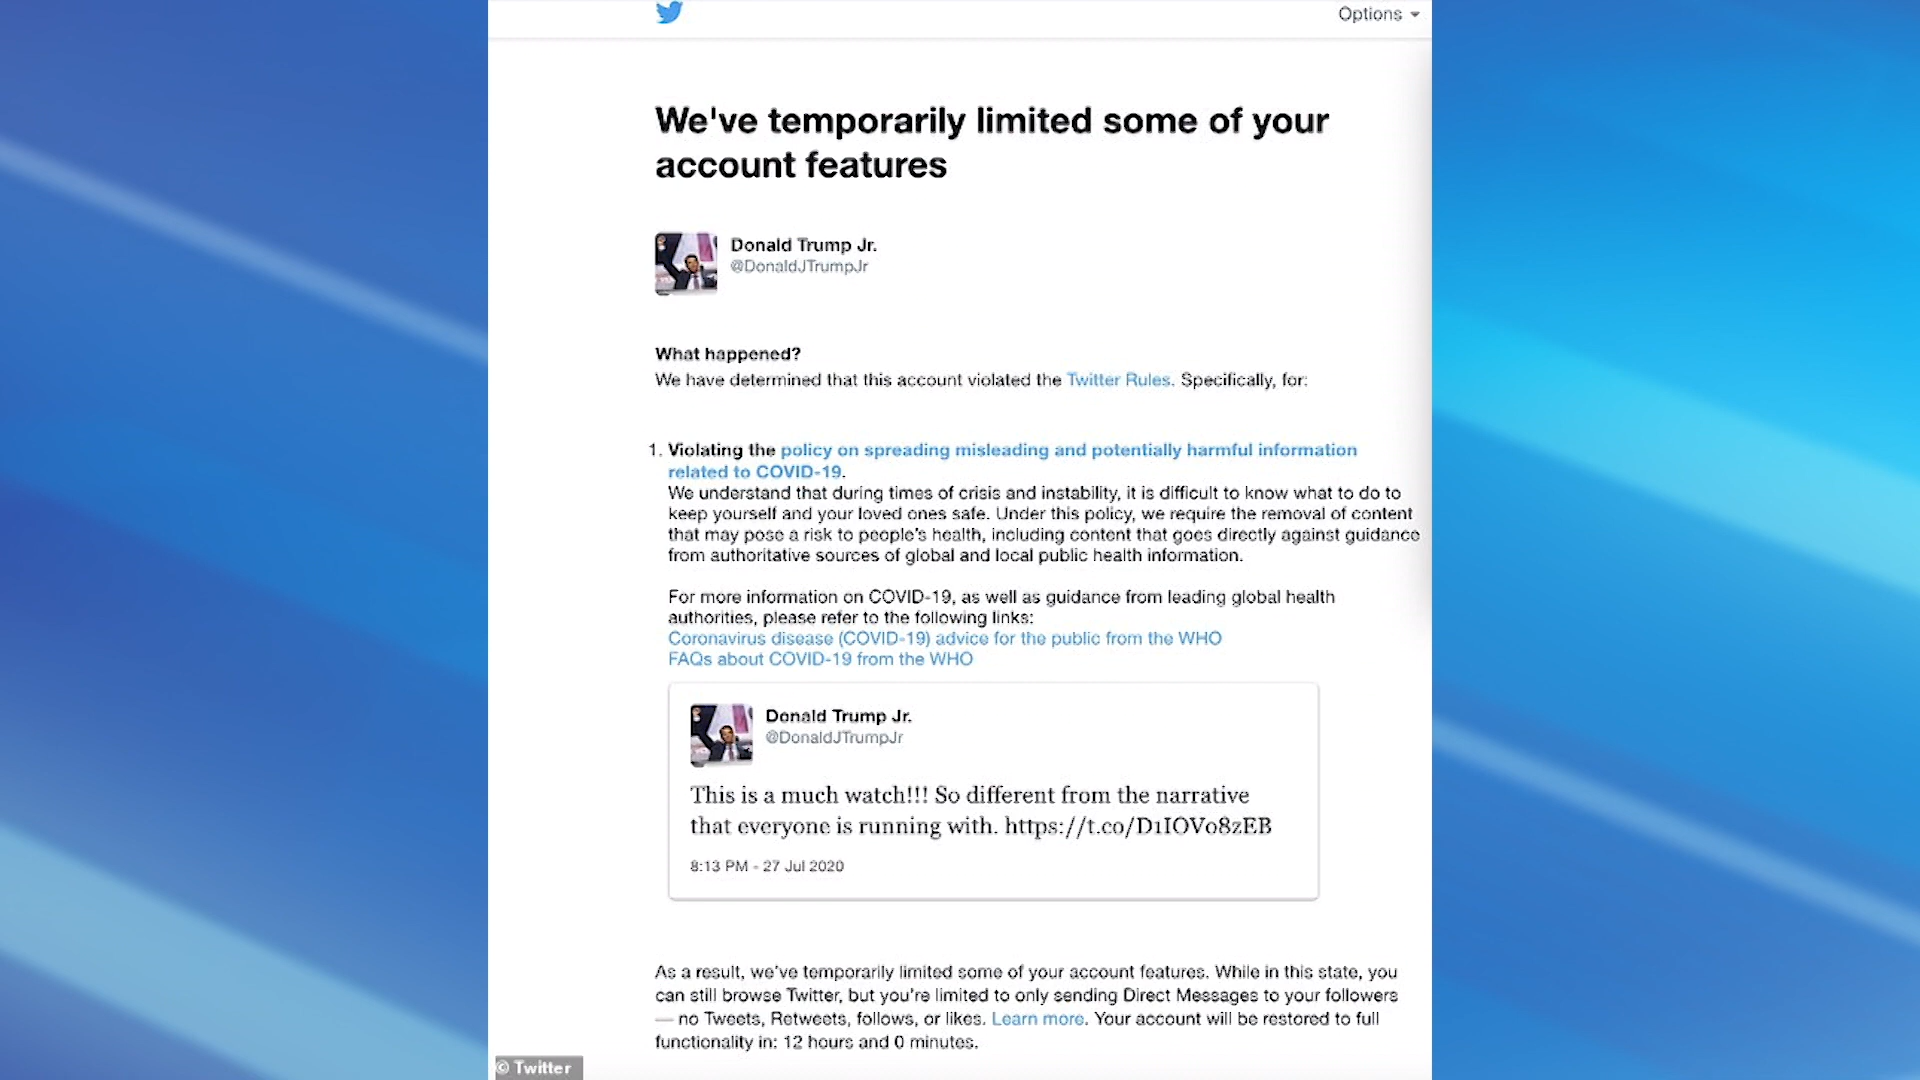 Options
We've temporarily limited some of your
account features
Donald Trump Jr.
@DonaldJTrumpJr
What happened?
We have determined that this account violated the Twitter Rules. Specifically, for:
1. Violating the policy on spreading misleading and potentially harmful information
related to COVID-19.
We understand that during times of crisis and instability, it is difficult to know what to do to
keep yourself and your loved ones safe. Under this policy, we require the removal of content
that may pose a risk to people's health, including content that goes directly against guidance
from authoritative sources of global and local public health information.
For more information on COVID-19, as well as guidance from leading global health
authorities, please refer to the following links:
Coronavirus disease (COVID-19) advice for the public from the WHO
FAQs about COVID-19 from the WHO
Donald Trump Jr.
@DonaldJTrumpJr
This is a much watch!!! So different from the narrative
that everyone is running with. https://t.co/D1IOVo8zEB
8:13 PM - 27 Jul 2020
As a result, we've temporarily limited some of your account features. While in this state, you
can still browse Twitter, but you're limited to only sending Direct Messages to your followers
— no Tweets, Retweets, follows, or likes. Learn more. Your account will be restored to full
functionality in: 12 hours and 0 minutes.
© Twitter